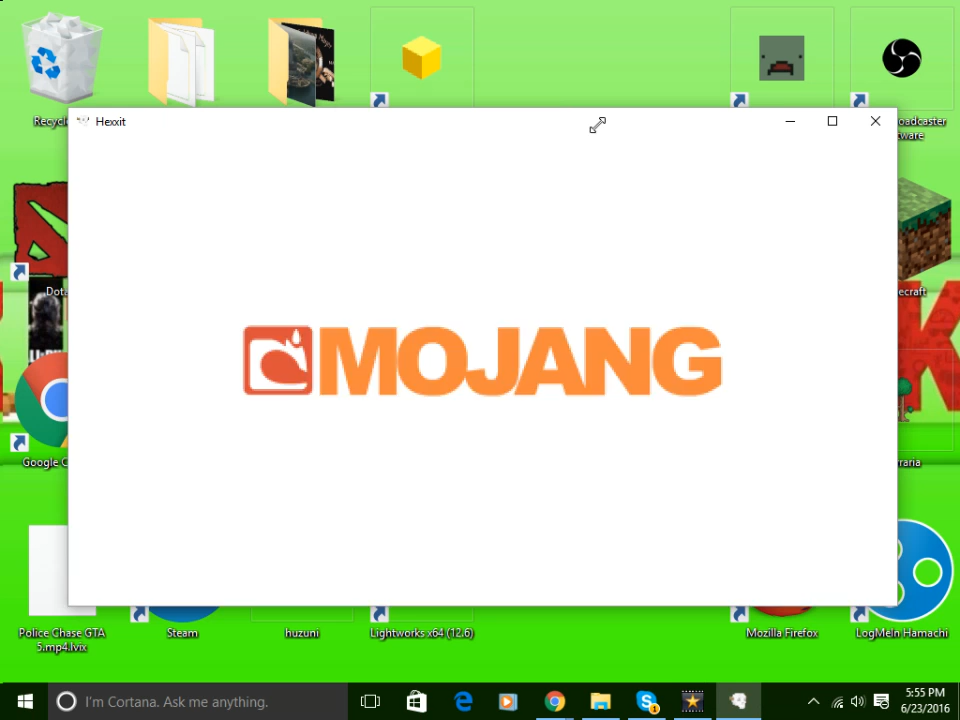 Hexxit
oadcaster
tware
Recycl
MOJANG
Dota
ecraft
Google C
rraria
Police Chase GTA
5.mp4.lvix
Steam
huzuni
Lightworks x64 (12.6)
Mozilla Firefox
LogMeIn Hamachi
I'm Cortana. Ask me anything.
5:55 PM
6/23/2016